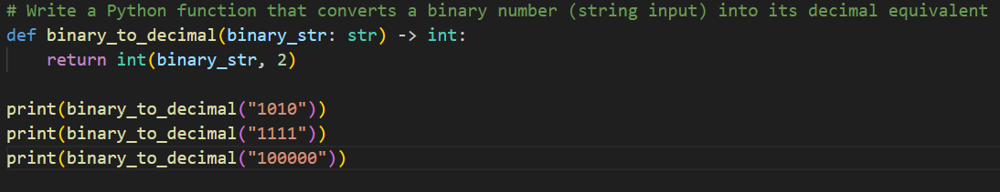 # Write a Python function that converts a binary number (string input) into its decimal equivalent
def binary_to_decimal(binary_str: str) -> int:
    return int(binary_str, 2)
print(binary_to_decimal("1010"))
print(binary_to_decimal("1111"))
print(binary_to_decimal("100000"))